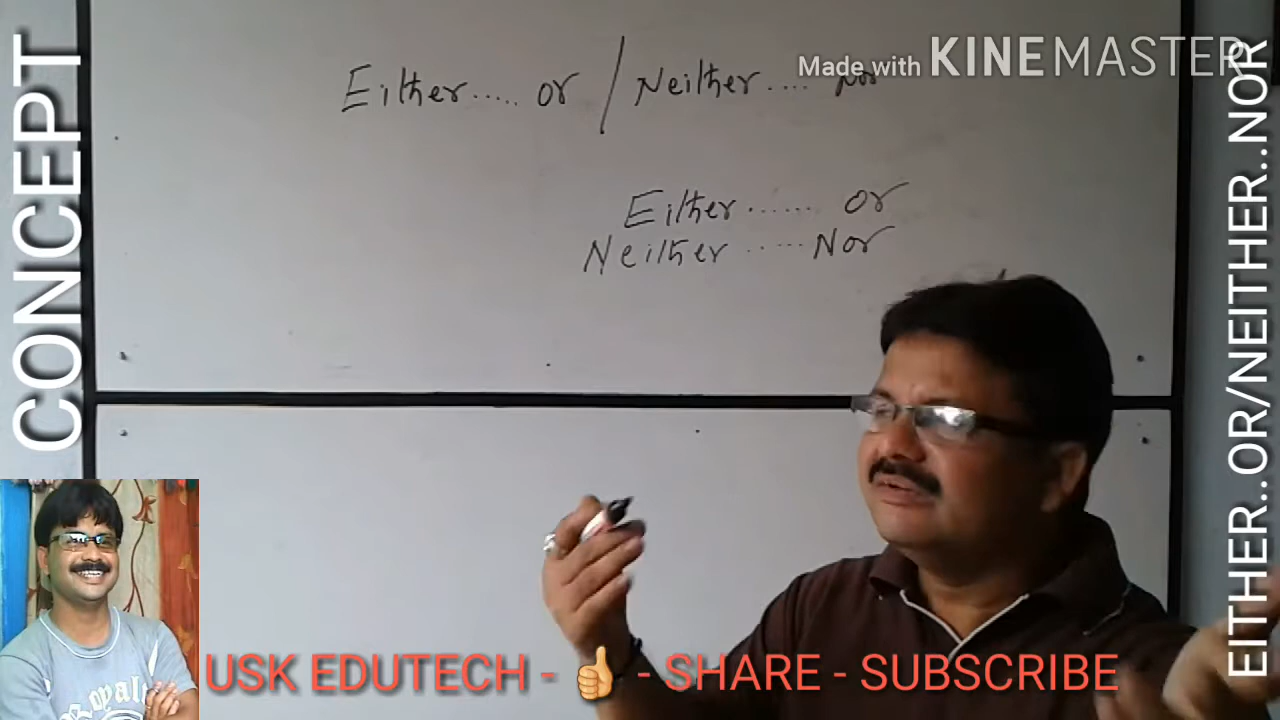 Made with KINEMASTER
Either..... or / Neither.... Nor
Either....... or
Neither ...... Nor
CONCEPT
EITHER..OR/NEITHER..NOR
USK EDUTECH - 👍 - SHARE - SUBSCRIBE